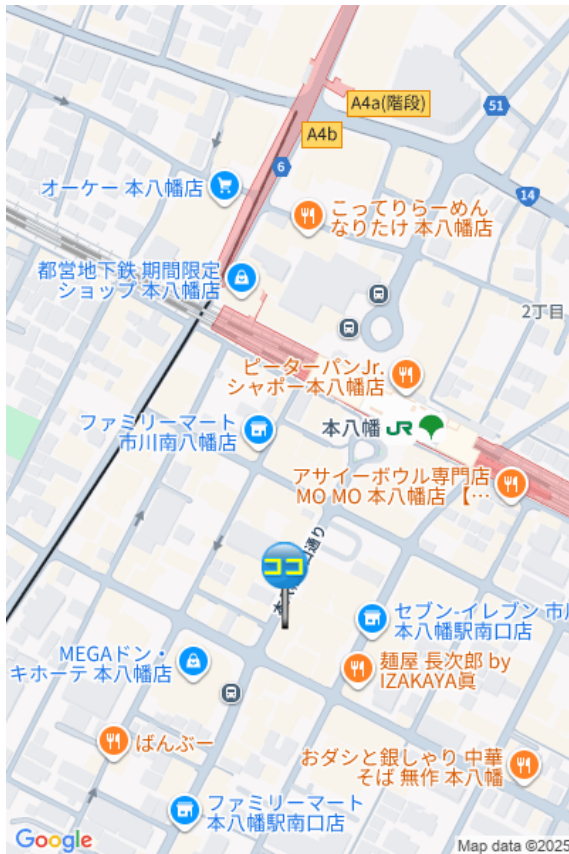 A4a(階段)
51
A4b
6
オーケー 本八幡店
14
こってりらーめん
なりたけ 本八幡店
都営地下鉄 期間限定
ショップ 本八幡店
2丁目
ピーターパンJr.
シャポー本八幡店
ファミリーマート
市川南八幡店
本八幡 JR
アサイーボウル専門店
MO MO 本八幡店 【…
通り
ココ
セブン-イレブン 市川
本八幡駅南口店
MEGAドン・
キホーテ 本八幡店
麺屋 長次郎 by
IZAKAYA眞
ばんぶー
おダシと銀しゃり 中華
そば 無作 本八幡
ファミリーマート
本八幡駅南口店
Google
Map data ©2025